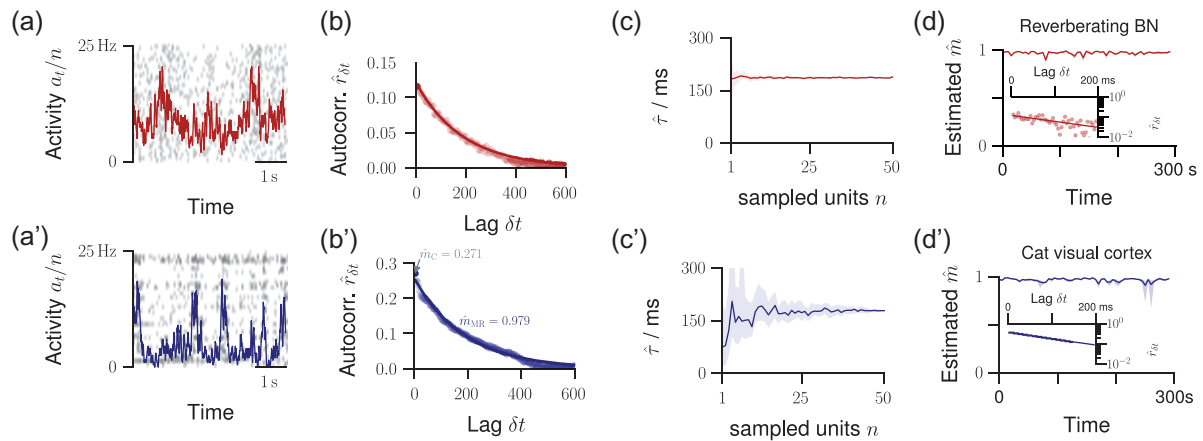 (a)
25 Hz
Activity a_t/n
0
1 s
Time
(b)
Autocorr. r̂_δt
0.15
0.10
0.05
0.00
0 200 400 600
Lag δt
(c)
τ̂ / ms
300
150
0
1 25 50
sampled units n
(d)
Reverberating BN
Estimated m̂
1
0
Lag δt
0 200 ms
10^0
10^-2
r̂_δt
0 300 s
Time
(a')
25 Hz
Activity a_t/n
0
1 s
Time
(b')
m̂_C = 0.271
Autocorr. r̂_δt
0.3
0.2
0.1
0.0
m̂_MR = 0.979
0 200 400 600
Lag δt
(c')
τ̂ / ms
300
150
0
1 25 50
sampled units n
(d')
Cat visual cortex
Estimated m̂
1
0
Lag δt
0 200 ms
10^0
10^-2
r̂_δt
0 300s
Time